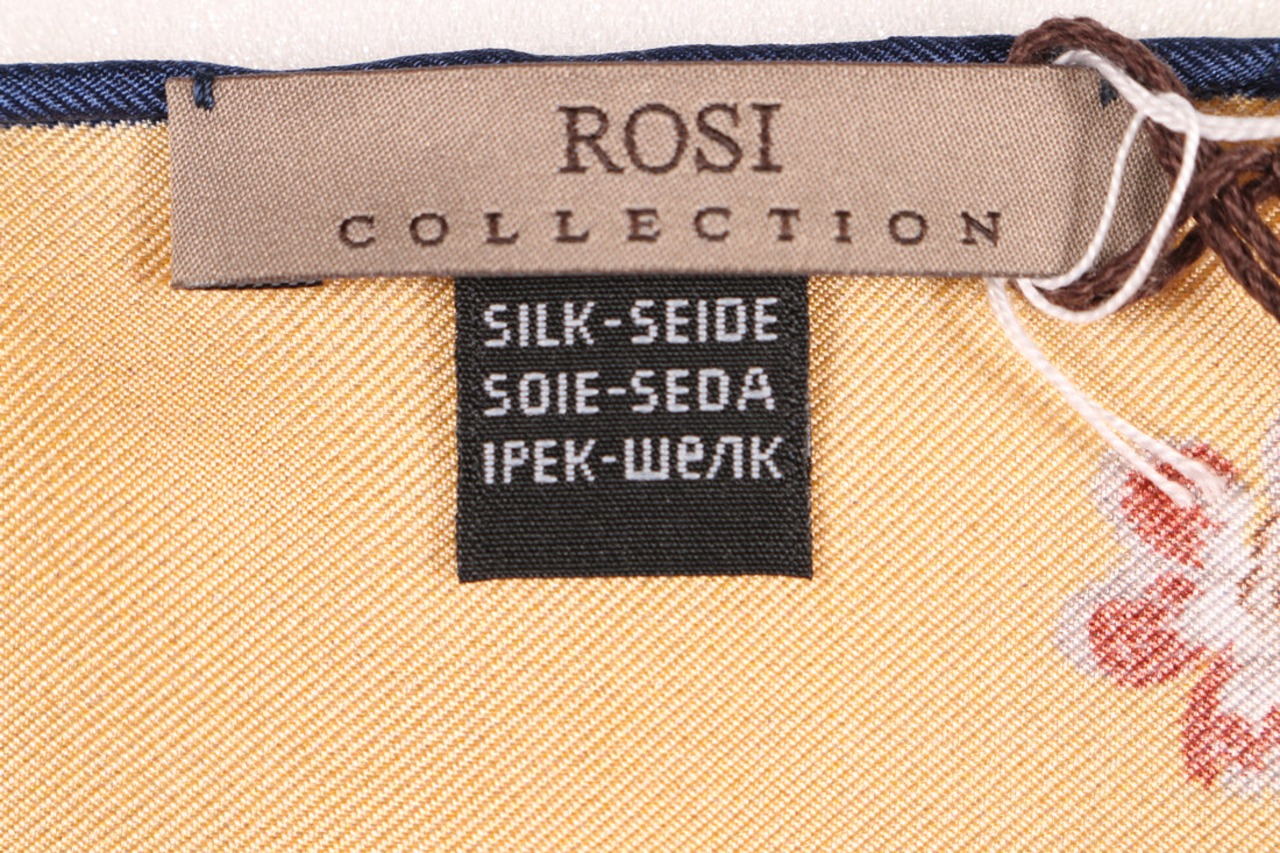 ROSI
COLLECTION
SILK-SEIDE
SOIE-SEDA
IPEK-шелк